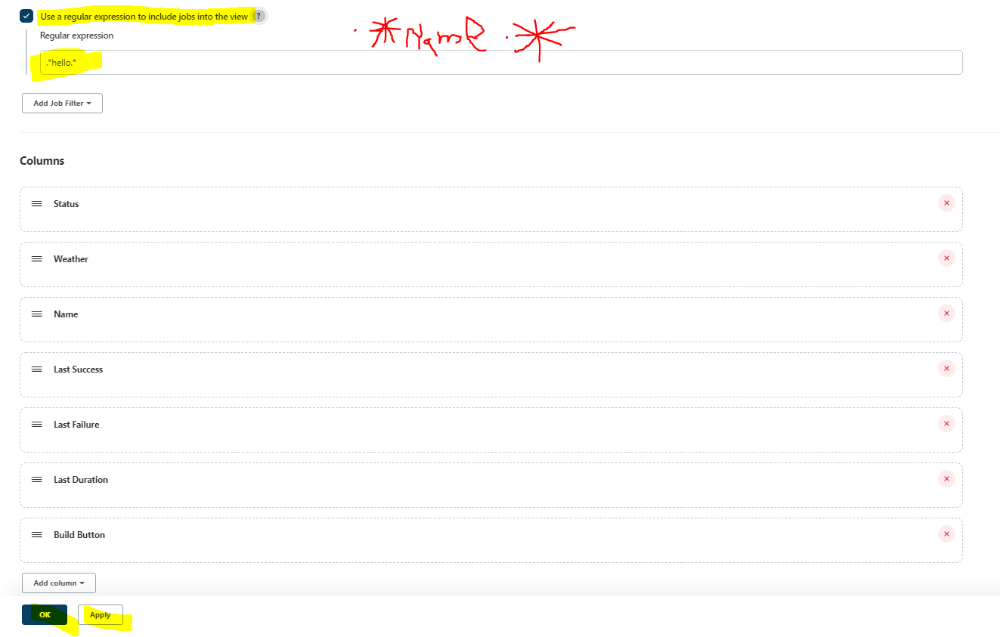 Use a regular expression to include jobs into the view ?
Regular expression
.*Name.*
.*hello.*
Add Job Filter
Columns
Status
Weather
Name
Last Success
Last Failure
Last Duration
Build Button
Add column
OK Apply